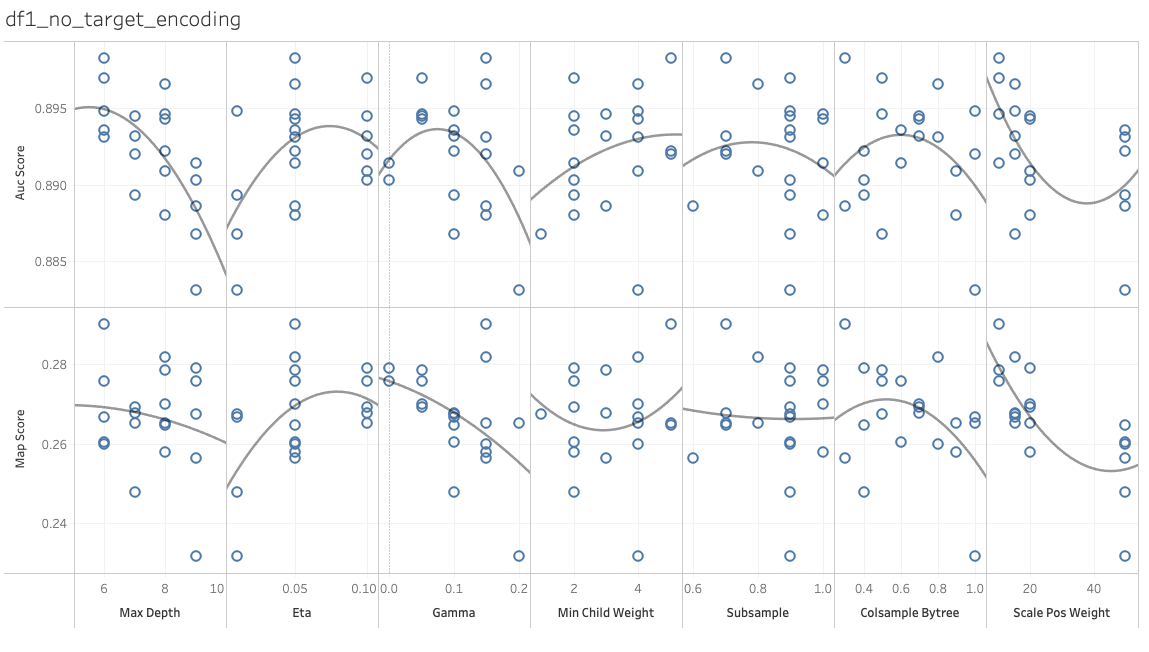 df1_no_target_encoding
Auc Score
0.895
0.890
0.885
Map Score
0.28
0.26
0.24
6 8 10 0.05 0.10 0.0 0.1 0.2 2 4 0.6 0.8 1.0 0.4 0.6 0.8 1.0 20 40
Max Depth Eta Gamma Min Child Weight Subsample Colsample Bytree Scale Pos Weight